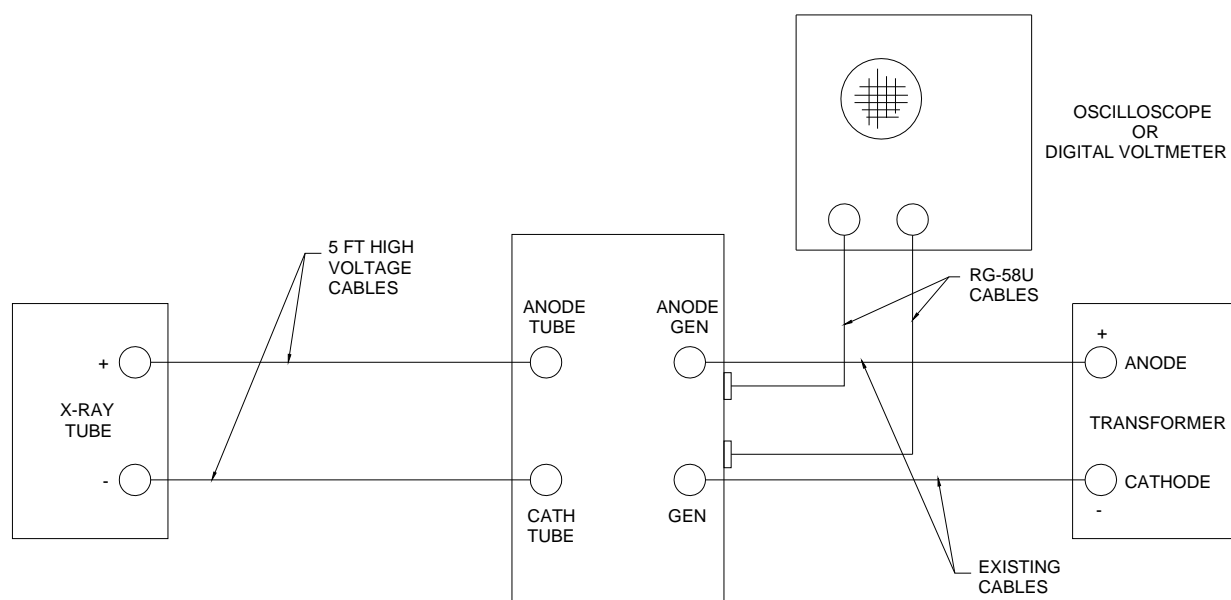 OSCILLOSCOPE
OR
DIGITAL VOLTMETER
5 FT HIGH
VOLTAGE
CABLES
RG-58U
CABLES
ANODE
TUBE
ANODE
GEN
+
+
ANODE
X-RAY
TUBE
TRANSFORMER
-
CATH
TUBE
GEN
CATHODE
-
EXISTING
CABLES